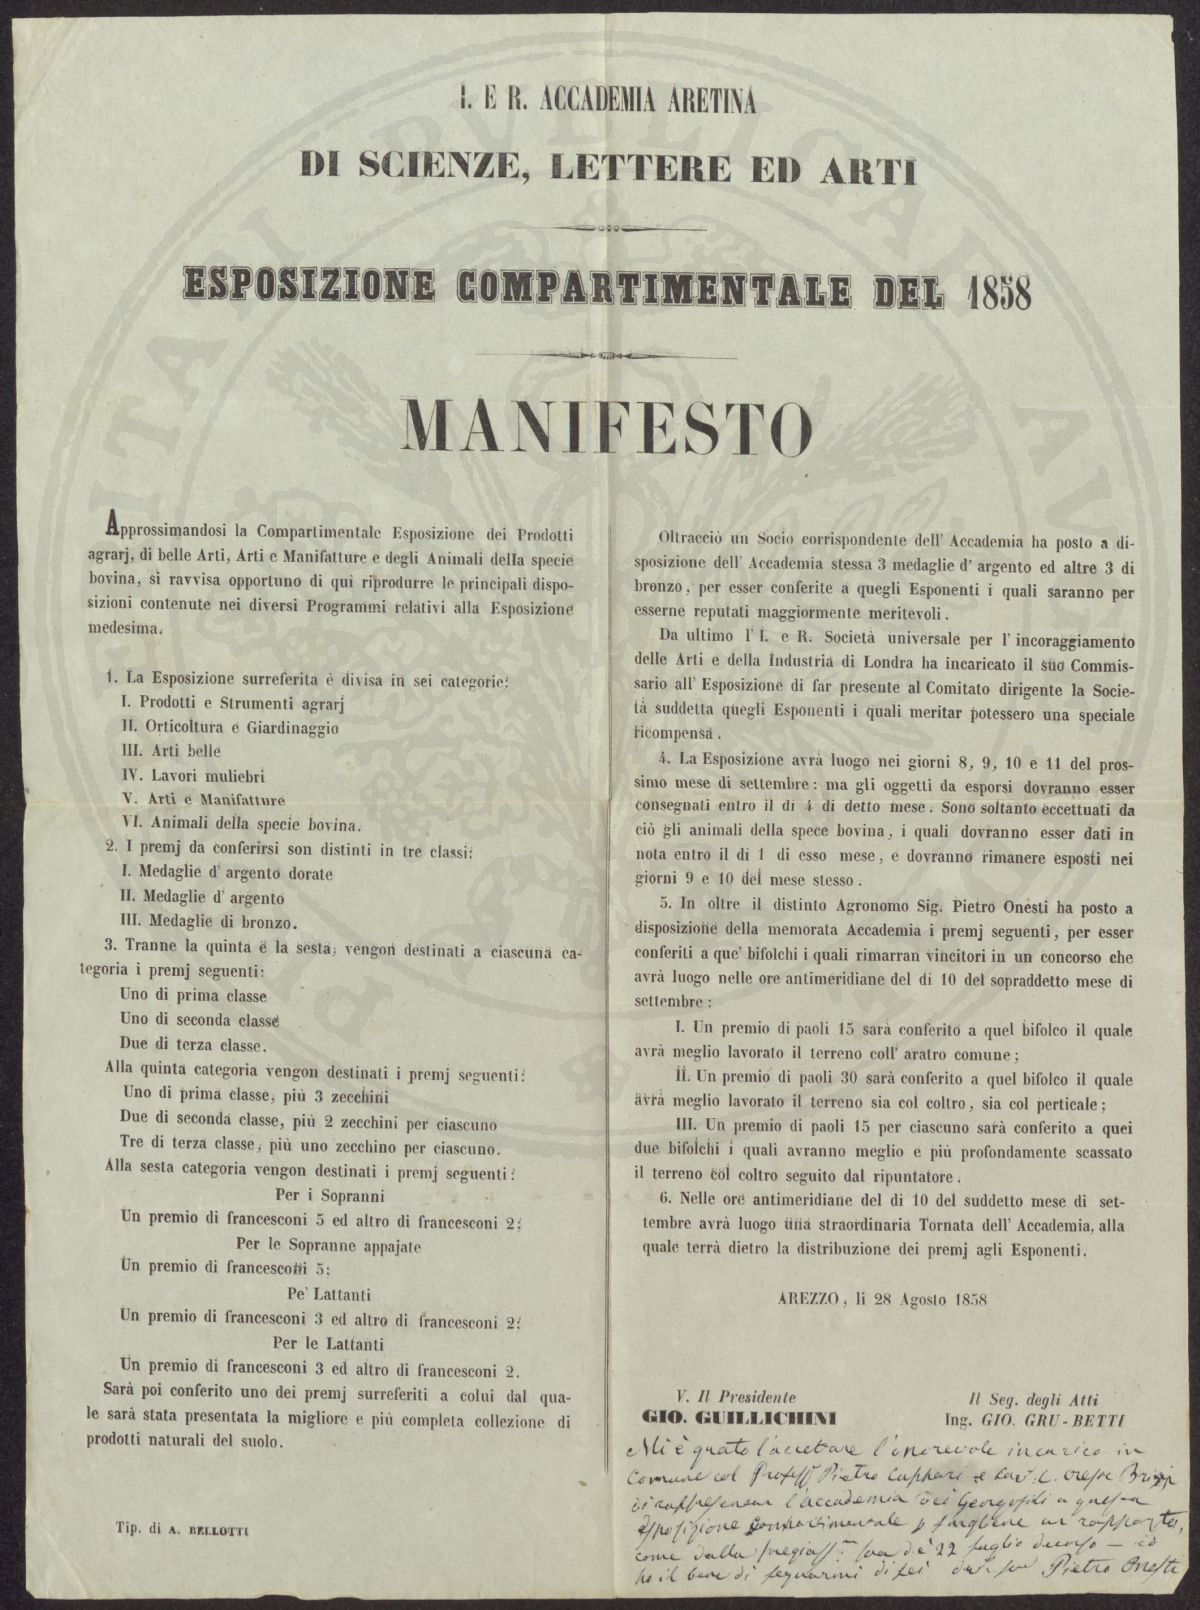 I. E R. ACCADEMIA ARETINA
DI SCIENZE, LETTERE ED ARTI
ESPOSIZIONE COMPARTIMENTALE DEL 1858
MANIFESTO
Approssimandosi la Compartimentale Esposizione dei Prodotti
agrarj, di belle Arti, Arti e Manifatture e degli Animali della specie
bovina, si ravvisa opportuno di qui riprodurre le principali dispo-
sizioni contenute nei diversi Programmi relativi alla Esposizione
medesima.
1. La Esposizione surreferita è divisa in sei categorie:
I. Prodotti e Strumenti agrarj
II. Orticoltura e Giardinaggio
III. Arti belle
IV. Lavori muliebri
V. Arti e Manifatture
VI. Animali della specie bovina.
2. I premj da conferirsi son distinti in tre classi:
I. Medaglie d' argento dorate
II. Medaglie d' argento
III. Medaglie di bronzo.
3. Tranne la quinta e la sesta, vengon destinati a ciascuna ca-
tegoria i premj seguenti:
Uno di prima classe
Uno di seconda classe
Due di terza classe.
Alla quinta categoria vengon destinati i premj seguenti:
Uno di prima classe, più 3 zecchini
Due di seconda classe, più 2 zecchini per ciascuno
Tre di terza classe, più uno zecchino per ciascuno.
Alla sesta categoria vengon destinati i premj seguenti:
Per i Sopranni
Un premio di francesconi 5 ed altro di francesconi 2;
Per le Sopranne appajate
Un premio di francesconi 5;
Pe' Lattanti
Un premio di francesconi 3 ed altro di francesconi 2;
Per le Lattanti
Un premio di francesconi 3 ed altro di francesconi 2.
Sarà poi conferito uno dei premj surreferiti a colui dal qua-
le sarà stata presentata la migliore e più completa collezione di
prodotti naturali del suolo.
Tip. di A. BELLOTTI
Oltracciò un Socio corrispondente dell' Accademia ha posto a di-
sposizione dell' Accademia stessa 3 medaglie d' argento ed altre 3 di
bronzo, per esser conferite a quegli Esponenti i quali saranno per
esserne reputati maggiormente meritevoli.
Da ultimo l' I. e R. Società universale per l' incoraggiamento
delle Arti e della Industria di Londra ha incaricato il suo Commis-
sario all' Esposizione di far presente al Comitato dirigente la Socie-
tà suddetta quegli Esponenti i quali meritar potessero una speciale
ricompensa.
4. La Esposizione avrà luogo nei giorni 8, 9, 10 e 11 del pros-
simo mese di settembre: ma gli oggetti da esporsi dovranno esser
consegnati entro il di 4 di detto mese. Sono soltanto eccettuati da
ciò gli animali della spece bovina, i quali dovranno esser dati in
nota entro il di 1 di esso mese, e dovranno rimanere esposti nei
giorni 9 e 10 del mese stesso.
5. In oltre il distinto Agronomo Sig. Pietro Onesti ha posto a
disposizione della memorata Accademia i premj seguenti, per esser
conferiti a que' bifolchi i quali rimarran vincitori in un concorso che
avrà luogo nelle ore antimeridiane del di 10 del sopraddetto mese di
settembre:
I. Un premio di paoli 15 sarà conferito a quel bifolco il quale
avrà meglio lavorato il terreno coll' aratro comune;
II. Un premio di paoli 30 sarà conferito a quel bifolco il quale
avrà meglio lavorato il terreno sia col coltro, sia col perticale;
III. Un premio di paoli 15 per ciascuno sarà conferito a quei
due bifolchi i quali avranno meglio e più profondamente scassato
il terreno col coltro seguito dal ripuntatore.
6. Nelle ore antimeridiane del di 10 del suddetto mese di set-
tembre avrà luogo una straordinaria Tornata dell' Accademia, alla
quale terrà dietro la distribuzione dei premj agli Esponenti.
AREZZO, li 28 Agosto 1858
V. Il Presidente
GIO. GUILLICHINI
Il Seg. degli Atti
Ing. GIO. GRU-BETTI
Mi è grato l'accettare l'onorevole incarico in
Comune col Profess. Pietro
di rappresentar l'accademia dei Georgofili a questa
esposizione compartimentale e fargliene un rapporto,
come dalla sua de' 22 luglio decorso — ed
ho il bene di segnarmi di lei Pietro Onesti